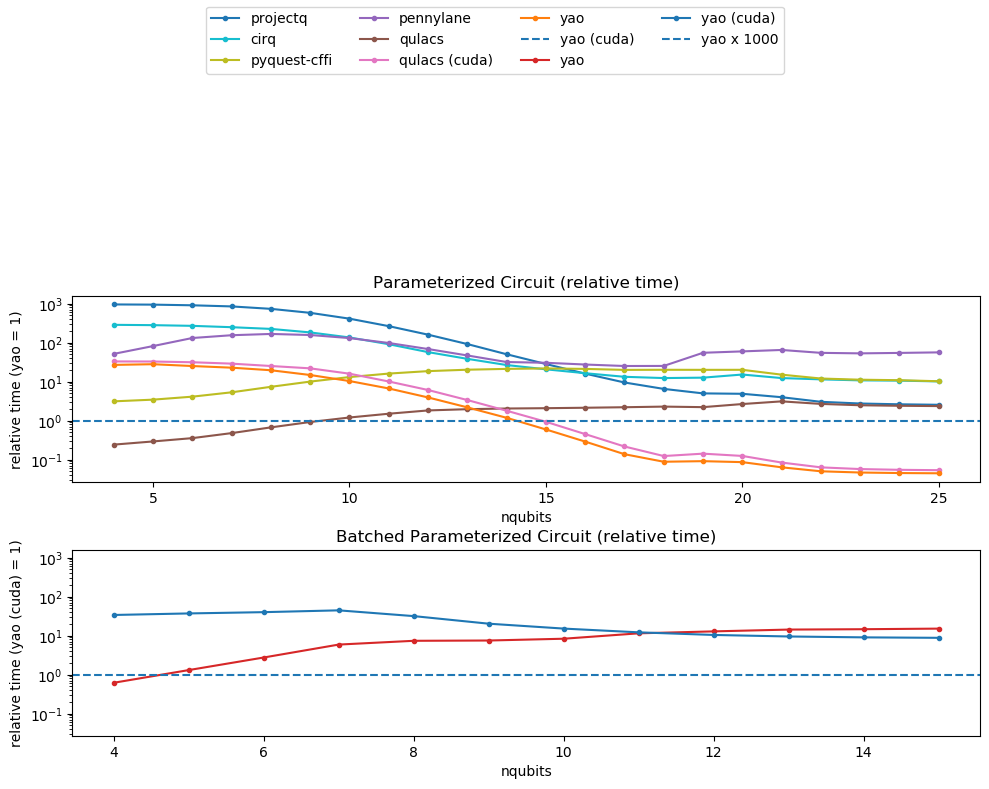 projectq pennylane yao yao (cuda)
cirq qulacs yao (cuda) yao x 1000
pyquest-cffi qulacs (cuda) yao
Parameterized Circuit (relative time)
relative time (yao = 1)
10³
10²
10¹
10⁰
10⁻¹
5 10 15 20 25
nqubits
Batched Parameterized Circuit (relative time)
relative time (yao (cuda) = 1)
10³
10²
10¹
10⁰
10⁻¹
4 6 8 10 12 14
nqubits